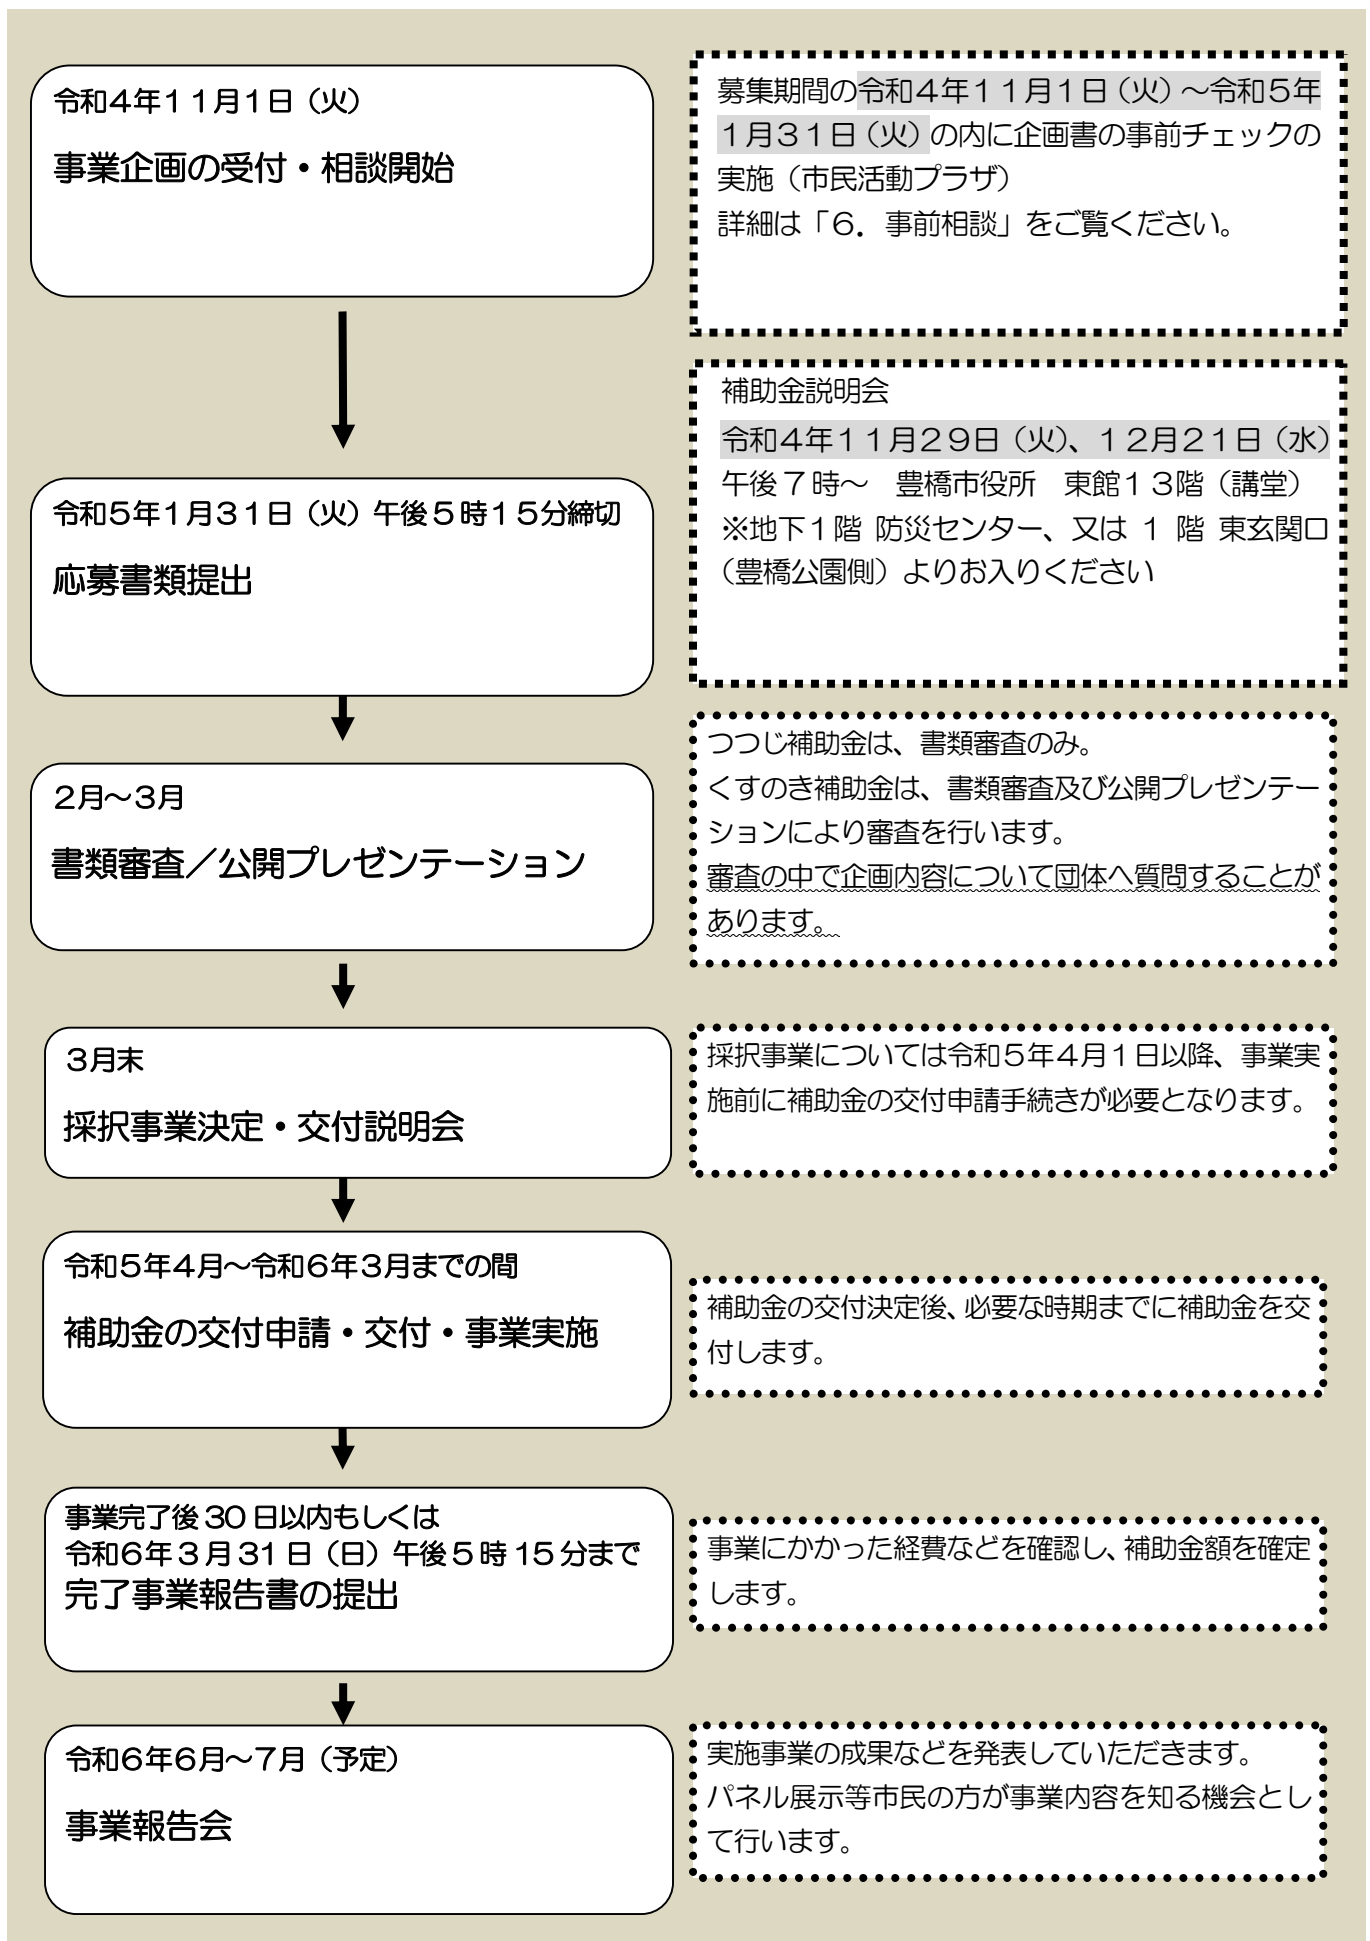 令和４年１１月１日（火）
事業企画の受付・相談開始
募集期間の令和４年１１月１日（火）～令和５年
１月３１日（火）の内に企画書の事前チェックの
実施（市民活動プラザ）
詳細は「６．事前相談」をご覧ください。
補助金説明会
令和４年１１月２９日（火）、１２月２１日（水）
午後７時～　豊橋市役所　東館１３階（講堂）
※地下１階 防災センター、又は 1 階 東玄関口
（豊橋公園側）よりお入りください
令和５年１月３１日（火）午後５時１５分締切
応募書類提出
２月～３月
書類審査／公開プレゼンテーション
つつじ補助金は、書類審査のみ。
くすのき補助金は、書類審査及び公開プレゼンテー
ションにより審査を行います。
審査の中で企画内容について団体へ質問することが
あります。
３月末
採択事業決定・交付説明会
採択事業については令和５年４月１日以降、事業実
施前に補助金の交付申請手続きが必要となります。
令和５年４月～令和６年３月までの間
補助金の交付申請・交付・事業実施
補助金の交付決定後、必要な時期までに補助金を交
付します。
事業完了後 30 日以内もしくは
令和６年３月 31 日（日）午後５時 15 分まで
完了事業報告書の提出
事業にかかった経費などを確認し、補助金額を確定
します。
令和６年６月～７月（予定）
事業報告会
実施事業の成果などを発表していただきます。
パネル展示等市民の方が事業内容を知る機会とし
て行います。